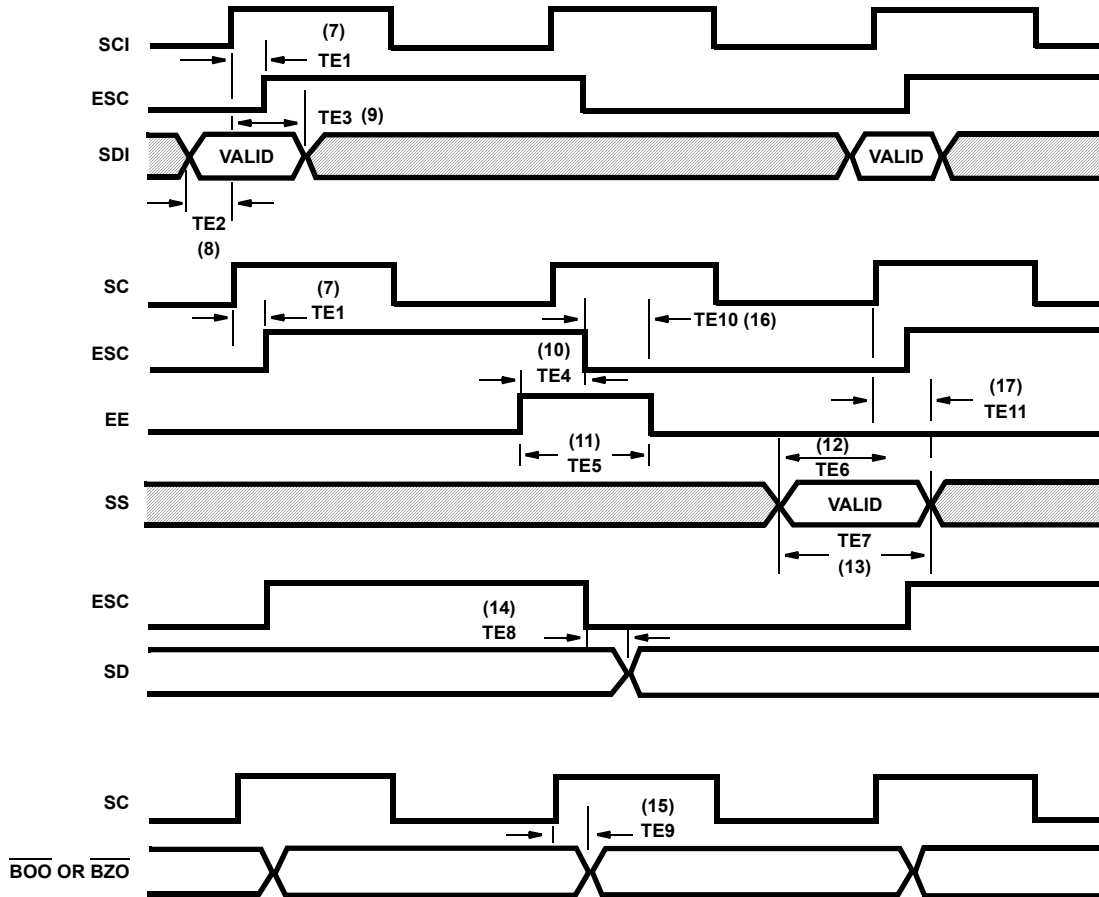 SCI
(7)
TE1
ESC
TE3 (9)
SDI
VALID
VALID
TE2
(8)
SC
(7)
TE1
TE10 (16)
ESC
(10)
TE4
(17)
TE11
EE
(11)
TE5
(12)
TE6
SS
VALID
TE7
(13)
ESC
(14)
TE8
SD
SC
(15)
TE9
BOO OR BZO